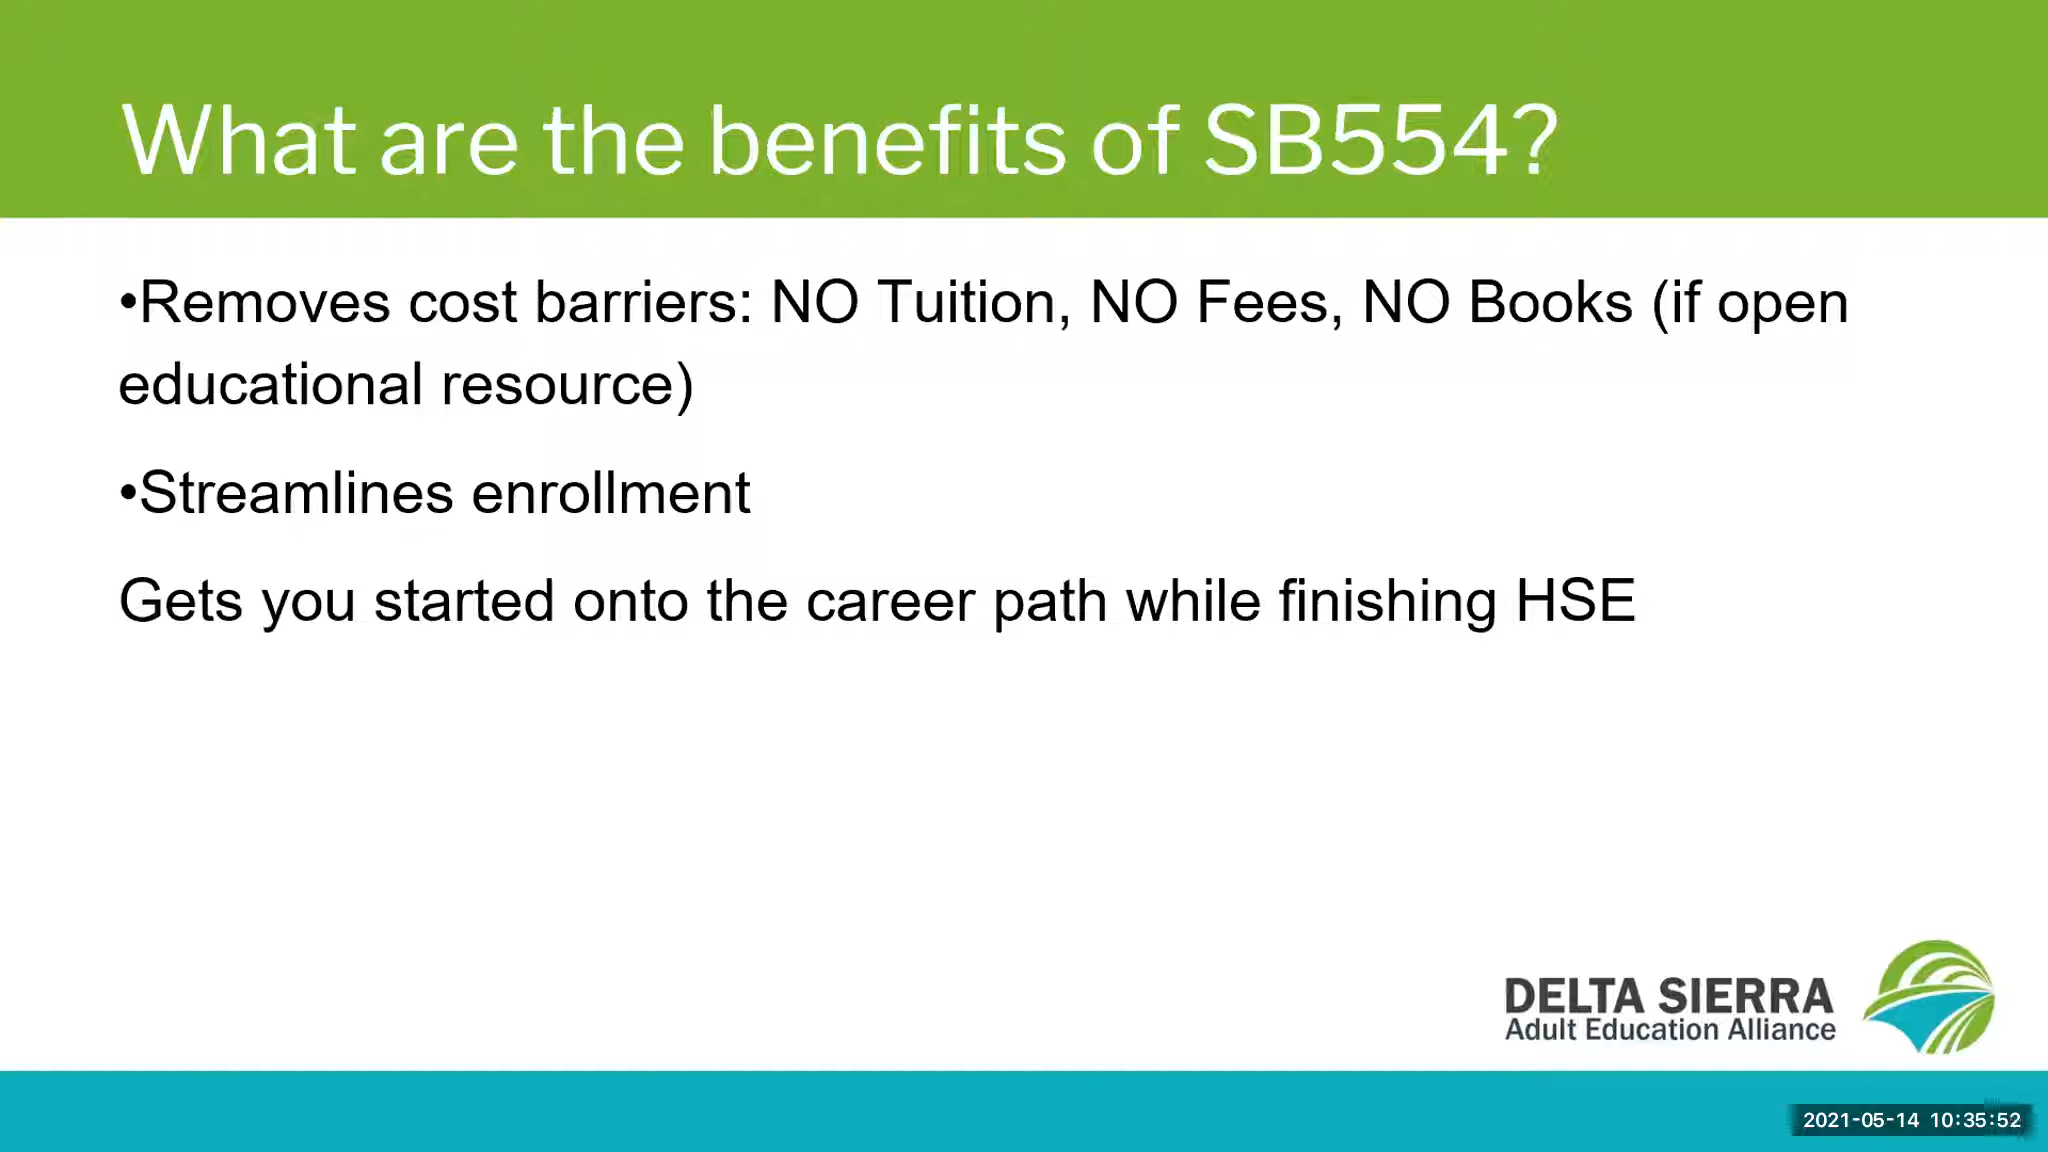 What are the benefits of SB554?
•Removes cost barriers: NO Tuition, NO Fees, NO Books (if open
educational resource)
•Streamlines enrollment
Gets you started onto the career path while finishing HSE
DELTA SIERRA
Adult Education Alliance
2021-05-14 10:35:52